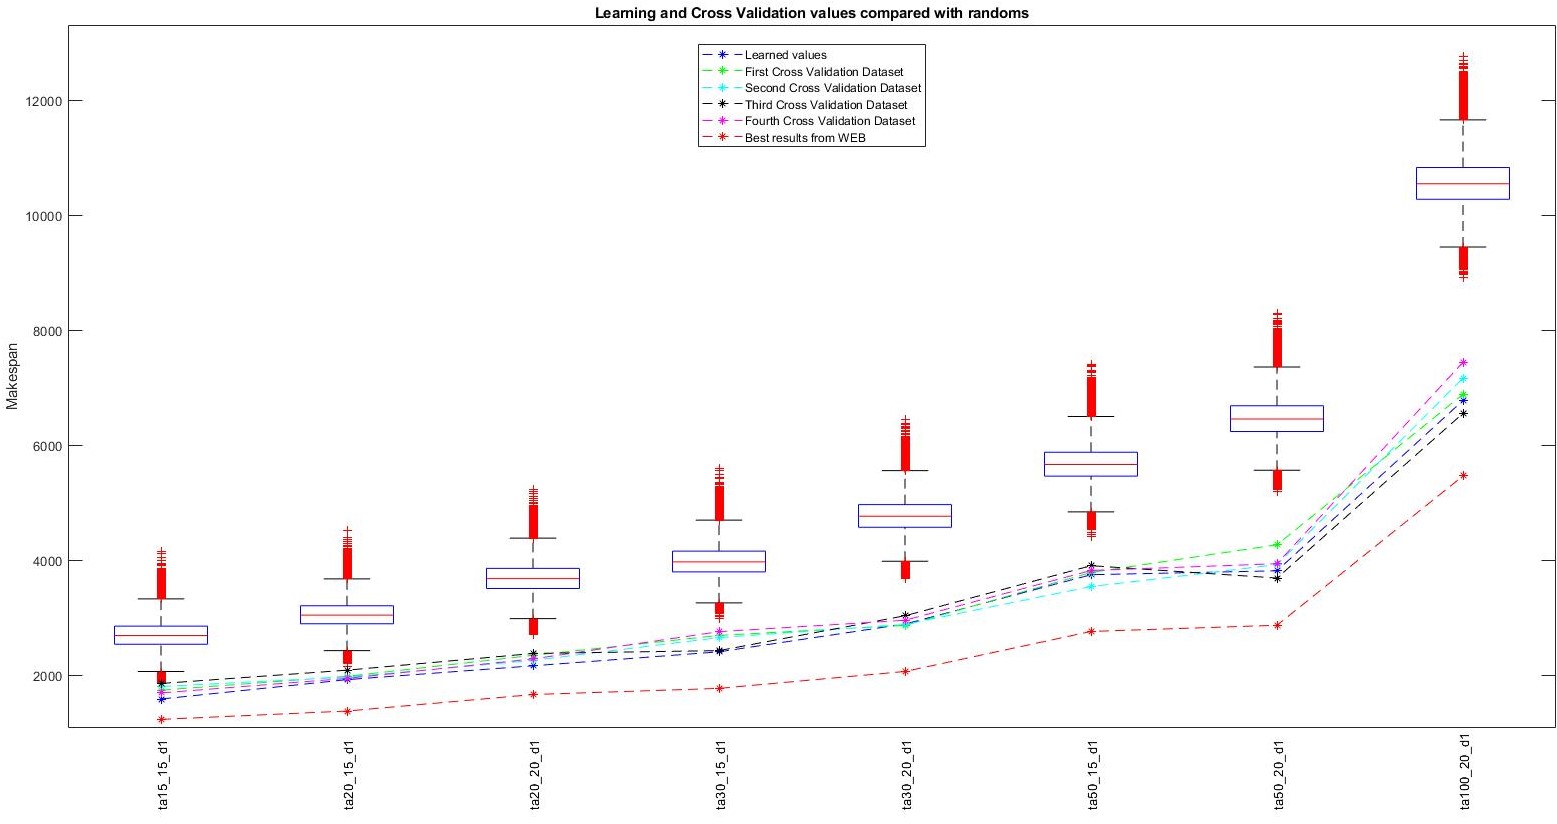 Learning and Cross Validation values compared with randoms
Learned values
First Cross Validation Dataset
Second Cross Validation Dataset
Third Cross Validation Dataset
Fourth Cross Validation Dataset
Best results from WEB
Makespan
12000
10000
8000
6000
4000
2000
ta15_15_d1
ta20_15_d1
ta20_20_d1
ta30_15_d1
ta30_20_d1
ta50_15_d1
ta50_20_d1
ta100_20_d1